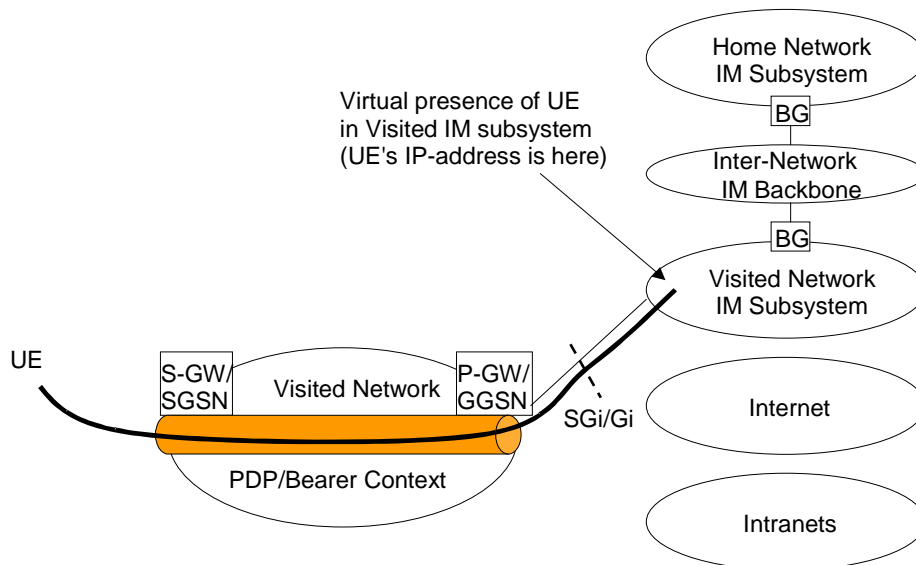 Home Network
IM Subsystem
BG
Virtual presence of UE
in Visited IM subsystem
(UE's IP-address is here)
Inter-Network
IM Backbone
BG
Visited Network
IM Subsystem
UE
S-GW/
SGSN
Visited Network
P-GW/
GGSN
SGi/Gi
Internet
PDP/Bearer Context
Intranets